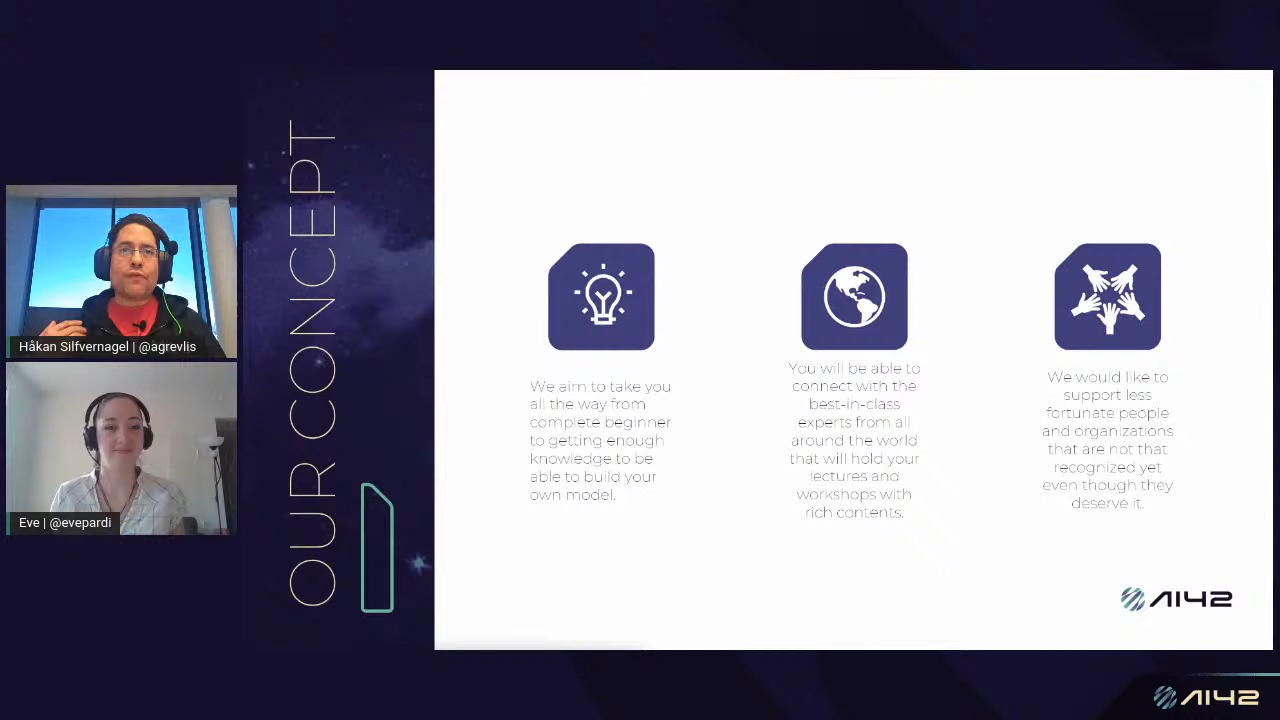 Håkan Silfvernagel | @agrevlis
Eve | @evepardi
OUR CONCEPT
We aim to take you
all the way from
complete beginner
to getting enough
knowledge to be
able to build your
own model.
You will be able to
connect with the
best-in-class
experts from all
around the world
that will hold your
lectures and
workshops with
rich contents.
We would like to
support less
fortunate people
and organizations
that are not that
recognized yet
even though they
deserve it.
AI42
AI42